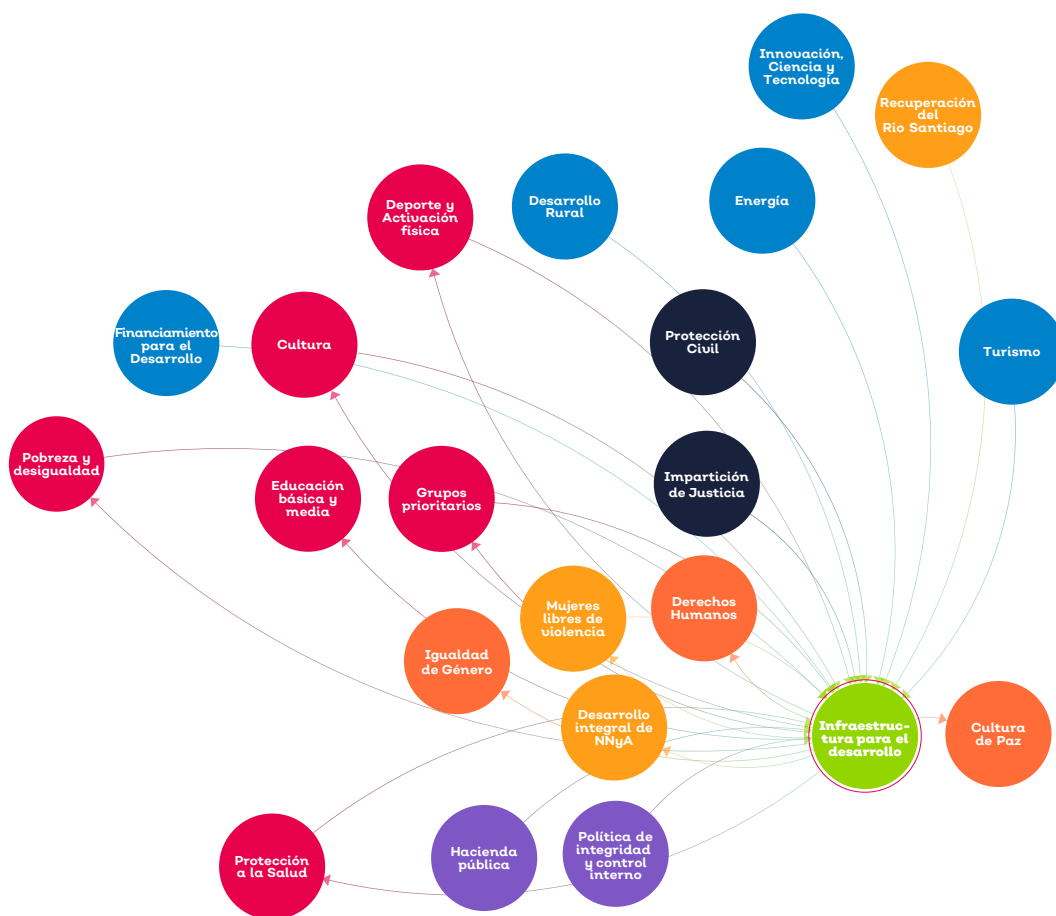 Innovación,
Ciencia y
Tecnología
Recuperación
del
Rio Santiago
Deporte y
Activación
física
Desarrollo
Rural
Energía
Financiamiento
para el
Desarrollo
Cultura
Protección
Civil
Turismo
Pobreza y
desigualdad
Educación
básica y
media
Grupos
prioritarios
Impartición
de Justicia
Mujeres
libres de
violencia
Derechos
Humanos
Igualdad
de Género
Desarrollo
integral de
NNyA
Infraestruc-
tura para el
desarrollo
Cultura
de Paz
Protección
a la Salud
Hacienda
pública
Política de
integridad
y control
interno